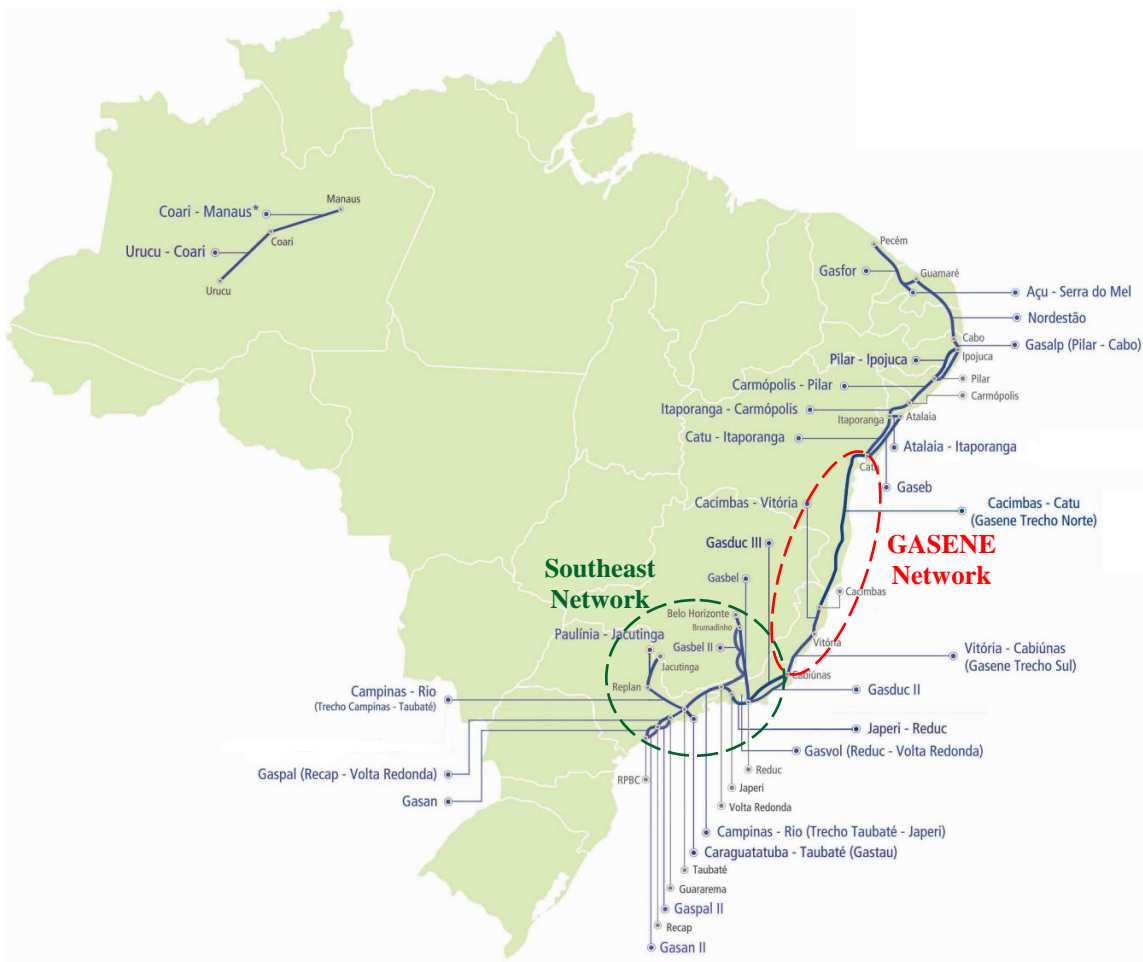 Manaus
Coari - Manaus*
Coari
Urucu - Coari
Urucu
Pecém
Gasfor
Guamaré
Açu - Serra do Mel
Nordestão
Cabo
Gasalp (Pilar - Cabo)
Ipojuca
Pilar - Ipojuca
Pilar
Carmópolis - Pilar
Carmópolis
Itaporanga - Carmópolis
Itaporanga
Atalaia
Catu - Itaporanga
Atalaia - Itaporanga
Catu
Gaseb
Cacimbas - Vitória
Cacimbas - Catu
(Gasene Trecho Norte)
Gasduc III
GASENE
Network
Southeast
Network
Gasbel
Cacimbas
Belo Horizonte
Brumadinho
Paulínia - Jacutinga
Gasbel II
Vitória
Jacutinga
Vitória - Cabiúnas
(Gasene Trecho Sul)
Cabiúnas
Replan
Campinas - Rio
(Trecho Campinas - Taubaté)
Gasduc II
Japeri - Reduc
Gasvol (Reduc - Volta Redonda)
Gaspal (Recap - Volta Redonda)
Reduc
RPBC
Japeri
Gasan
Volta Redonda
Campinas - Rio (Trecho Taubaté - Japeri)
Caraguatatuba - Taubaté (Gastau)
Taubaté
Guararema
Gaspal II
Recap
Gasan II